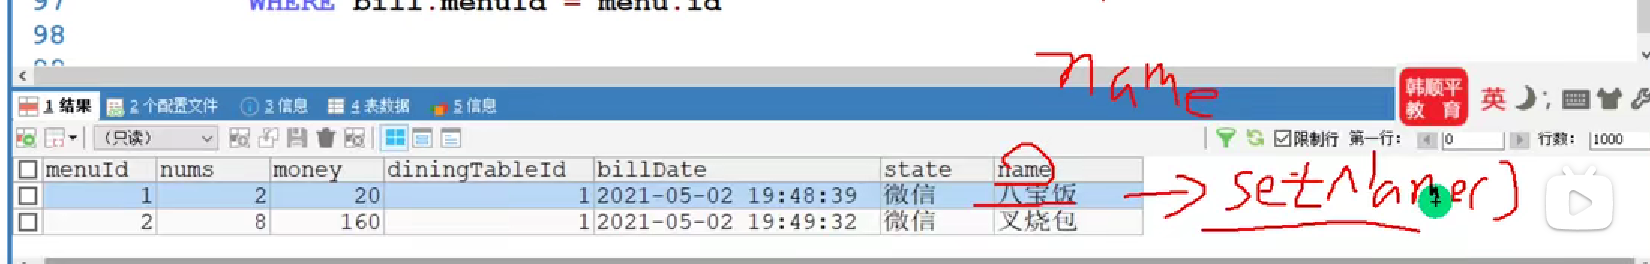 97 WHERE bill.menuId = menu.id
98
99
name
韩顺平
教 育
英
1 结果 2 个配置文件 3 信息 4 表数据 5 信息
(只读) 限制行 第一行: 0 行数: 1000
menuId nums money diningTableId billDate state name
1 2 20 1 2021-05-02 19:48:39 微信 八宝饭
2 8 160 1 2021-05-02 19:49:32 微信 叉烧包